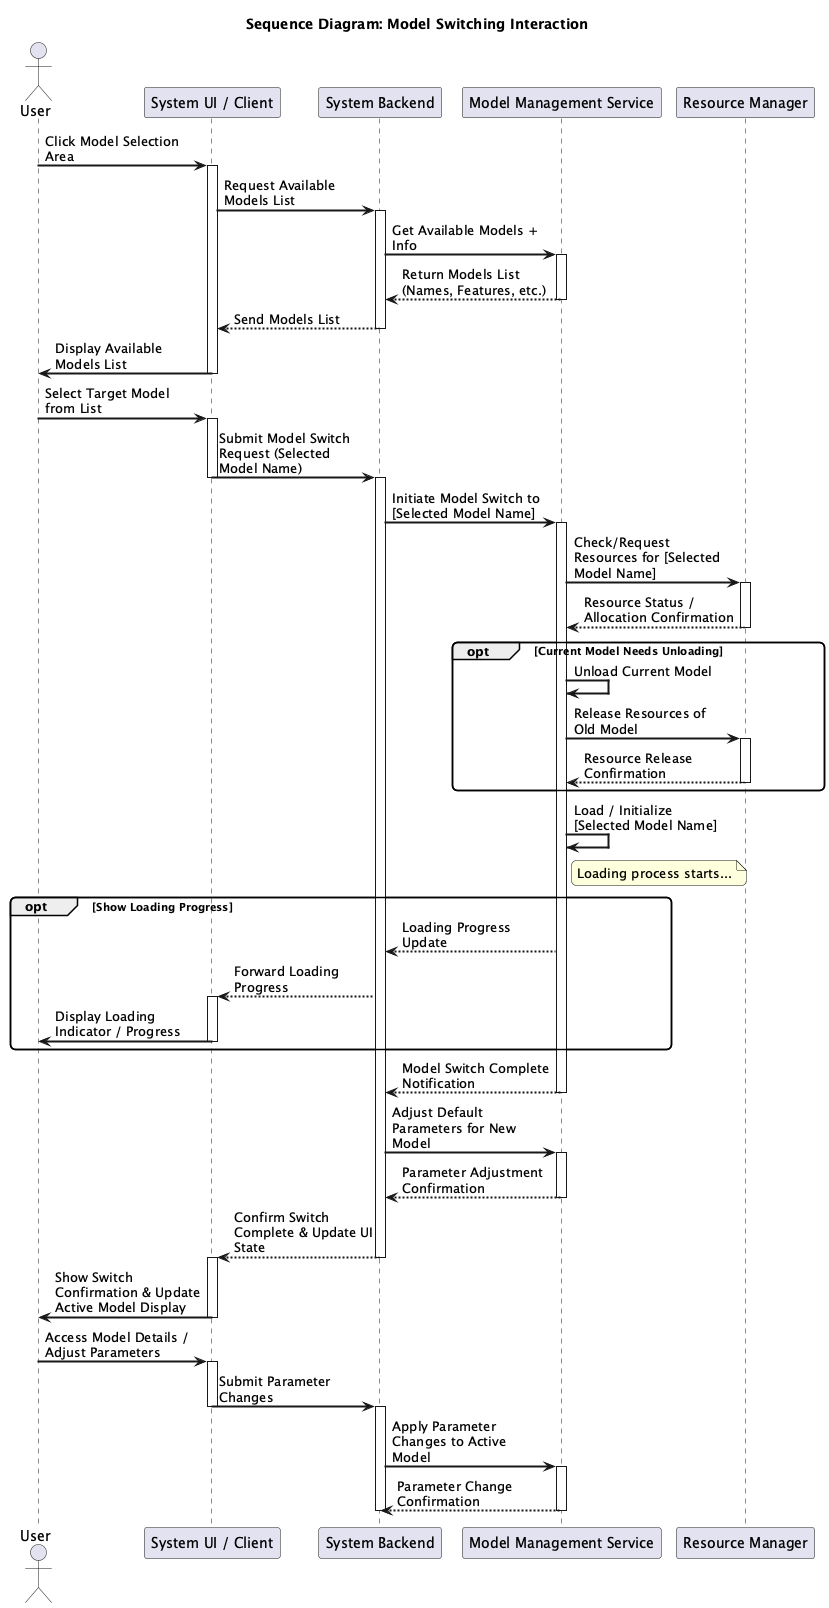 Sequence Diagram: Model Switching Interaction
User
System UI / Client
System Backend
Model Management Service
Resource Manager
Click Model Selection
Area
Request Available
Models List
Get Available Models +
Info
Return Models List
(Names, Features, etc.)
Send Models List
Display Available
Models List
Select Target Model
from List
Submit Model Switch
Request (Selected
Model Name)
Initiate Model Switch to
[Selected Model Name]
Check/Request
Resources for [Selected
Model Name]
Resource Status /
Allocation Confirmation
opt
[Current Model Needs Unloading]
Unload Current Model
Release Resources of
Old Model
Resource Release
Confirmation
Load / Initialize
[Selected Model Name]
Loading process starts...
opt
[Show Loading Progress]
Loading Progress
Update
Forward Loading
Progress
Display Loading
Indicator / Progress
Model Switch Complete
Notification
Adjust Default
Parameters for New
Model
Parameter Adjustment
Confirmation
Confirm Switch
Complete & Update UI
State
Show Switch
Confirmation & Update
Active Model Display
Access Model Details /
Adjust Parameters
Submit Parameter
Changes
Apply Parameter
Changes to Active
Model
Parameter Change
Confirmation
User
System UI / Client
System Backend
Model Management Service
Resource Manager